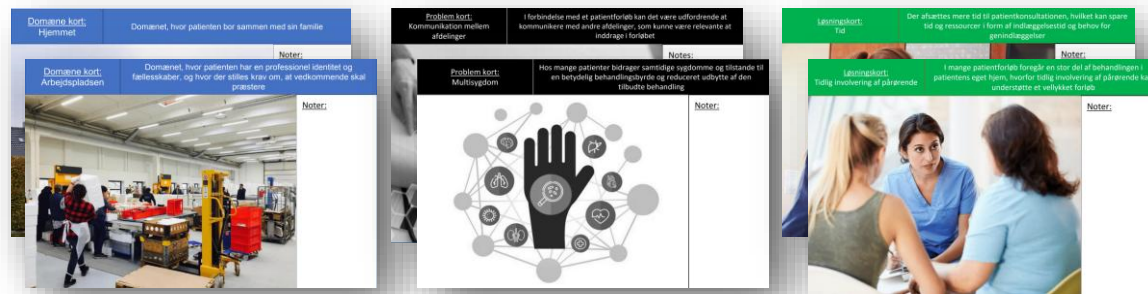 Domæne kort:
Hjemmet
Domænet, hvor patienten bor sammen med sin familie
Noter:
Domæne kort:
Arbejdspladsen
Domænet, hvor patienten har en professionel identitet og
fællesskaber, og hvor der stilles krav om, at vedkommende skal
præstere
Noter:
Problem kort:
Kommunikation mellem
afdelinger
I forbindelse med et patientforløb kan det være udfordrende at
kommunikere med andre afdelinger, som kunne være relevante at
inddrage i forløbet
Notes:
Problem kort:
Multisygdom
Hos mange patienter bidrager samtidige sygdomme og tilstande til
en betydelig behandlingsbyrde og reduceret udbytte af den
tilbudte behandling
Noter:
Løsningskort:
Tid
Der afsættes mere tid til patientkonsultationen, hvilket kan spare
tid og ressourcer i form af indlæggelsestid og behov for
genindlæggelser
Løsningskort:
Tidlig involvering af pårørende
I mange patientforløb foregår en stor del af behandlingen i
patientens eget hjem, hvorfor tidlig involvering af pårørende ka
understøtte et vellykket forløb
Noter: